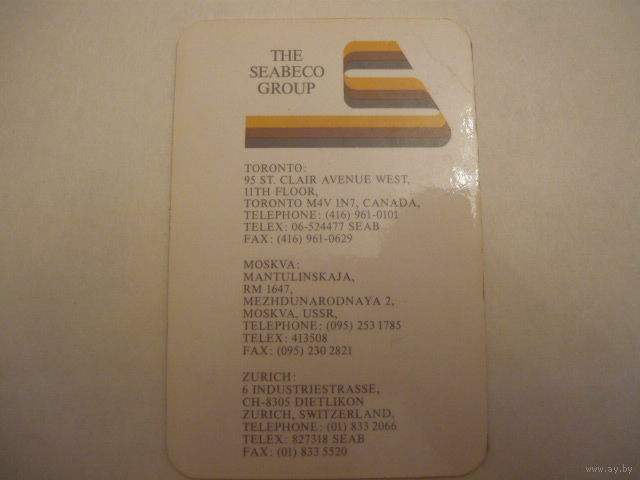 THE
SEABECO
GROUP
TORONTO:
95 ST. CLAIR AVENUE WEST,
11TH FLOOR,
TORONTO M4V 1N7, CANADA,
TELEPHONE: (416) 961-0101
TELEX: 06-524477 SEAB
FAX: (416) 961-0629
MOSKVA:
MANTULINSKAJA,
RM 1647,
MEZHDUNARODNAYA 2,
MOSKVA, USSR,
TELEPHONE: (095) 253 1785
TELEX: 413508
FAX: (095) 230 2821
ZURICH:
6 INDUSTRIESTRASSE,
CH-8305 DIETLIKON
ZURICH, SWITZERLAND,
TELEPHONE: (01) 833 2066
TELEX: 827318 SEAB
FAX: (01) 833 5520
www.ay.by